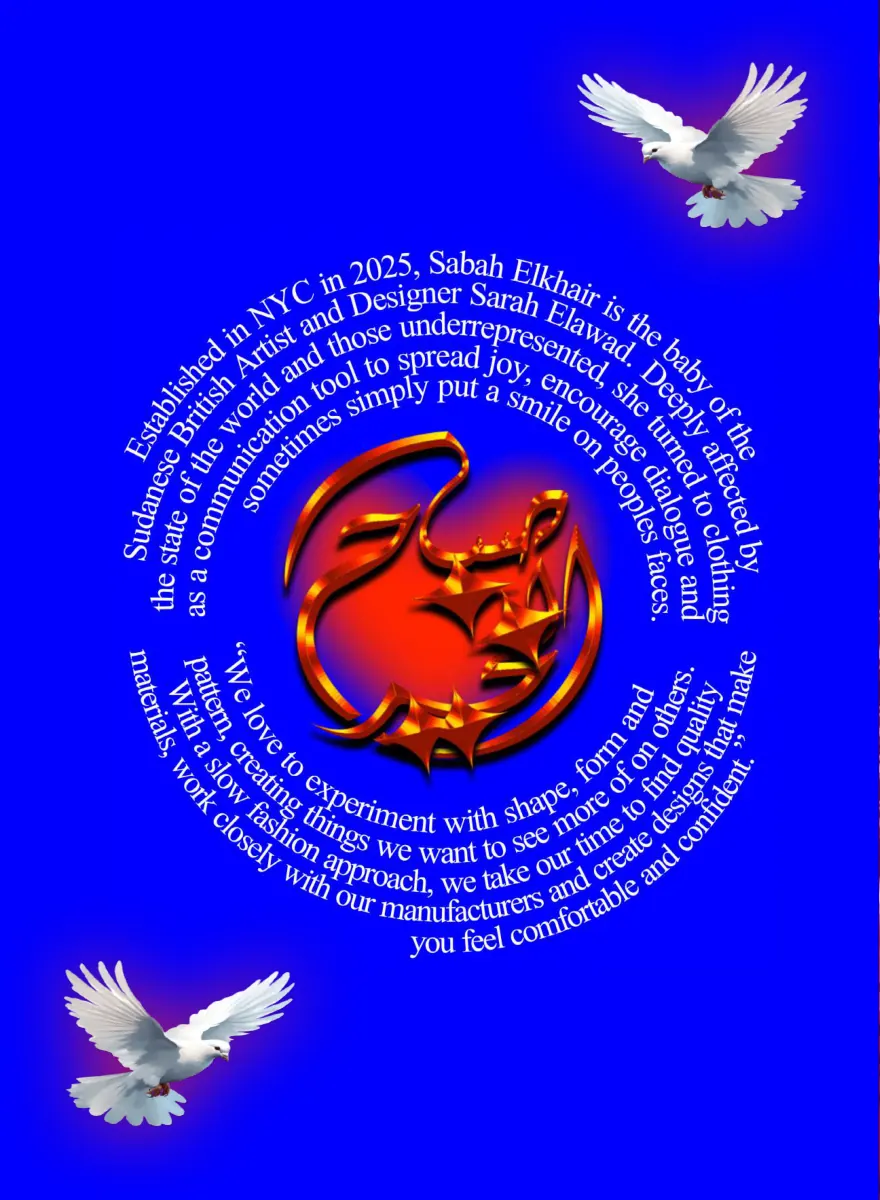 Established in NYC in 2025, Sabah Elkhair is the baby of the
Sudanese British Artist and Designer Sarah Elawad. Deeply affected by
the state of the world and those underrepresented, she turned to clothing
as a communication tool to spread joy, encourage dialogue and
sometimes simply put a smile on peoples faces.
صباح
الخير
“We love to experiment with shape, form and
pattern, creating things we want to see more of on others.
With a slow fashion approach, we take our time to find quality
materials, work closely with our manufacturers and create designs that make
you feel comfortable and confident.”